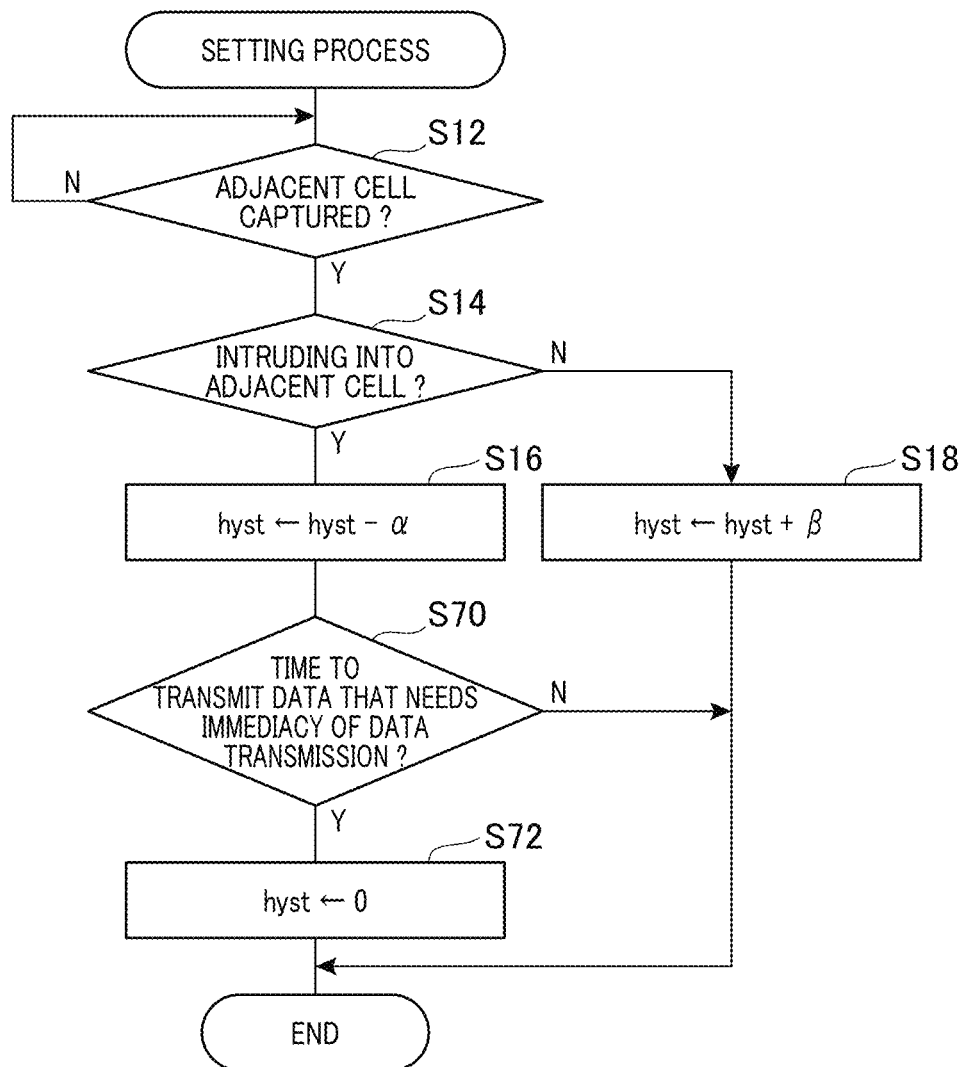 SETTING PROCESS
S12
N
ADJACENT CELL
CAPTURED ?
Y
S14
INTRUDING INTO
ADJACENT CELL ?
N
Y
S16
hyst ← hyst - α
S18
hyst ← hyst + β
S70
TIME TO
TRANSMIT DATA THAT NEEDS
IMMEDIACY OF DATA
TRANSMISSION ?
N
Y
S72
hyst ← 0
END